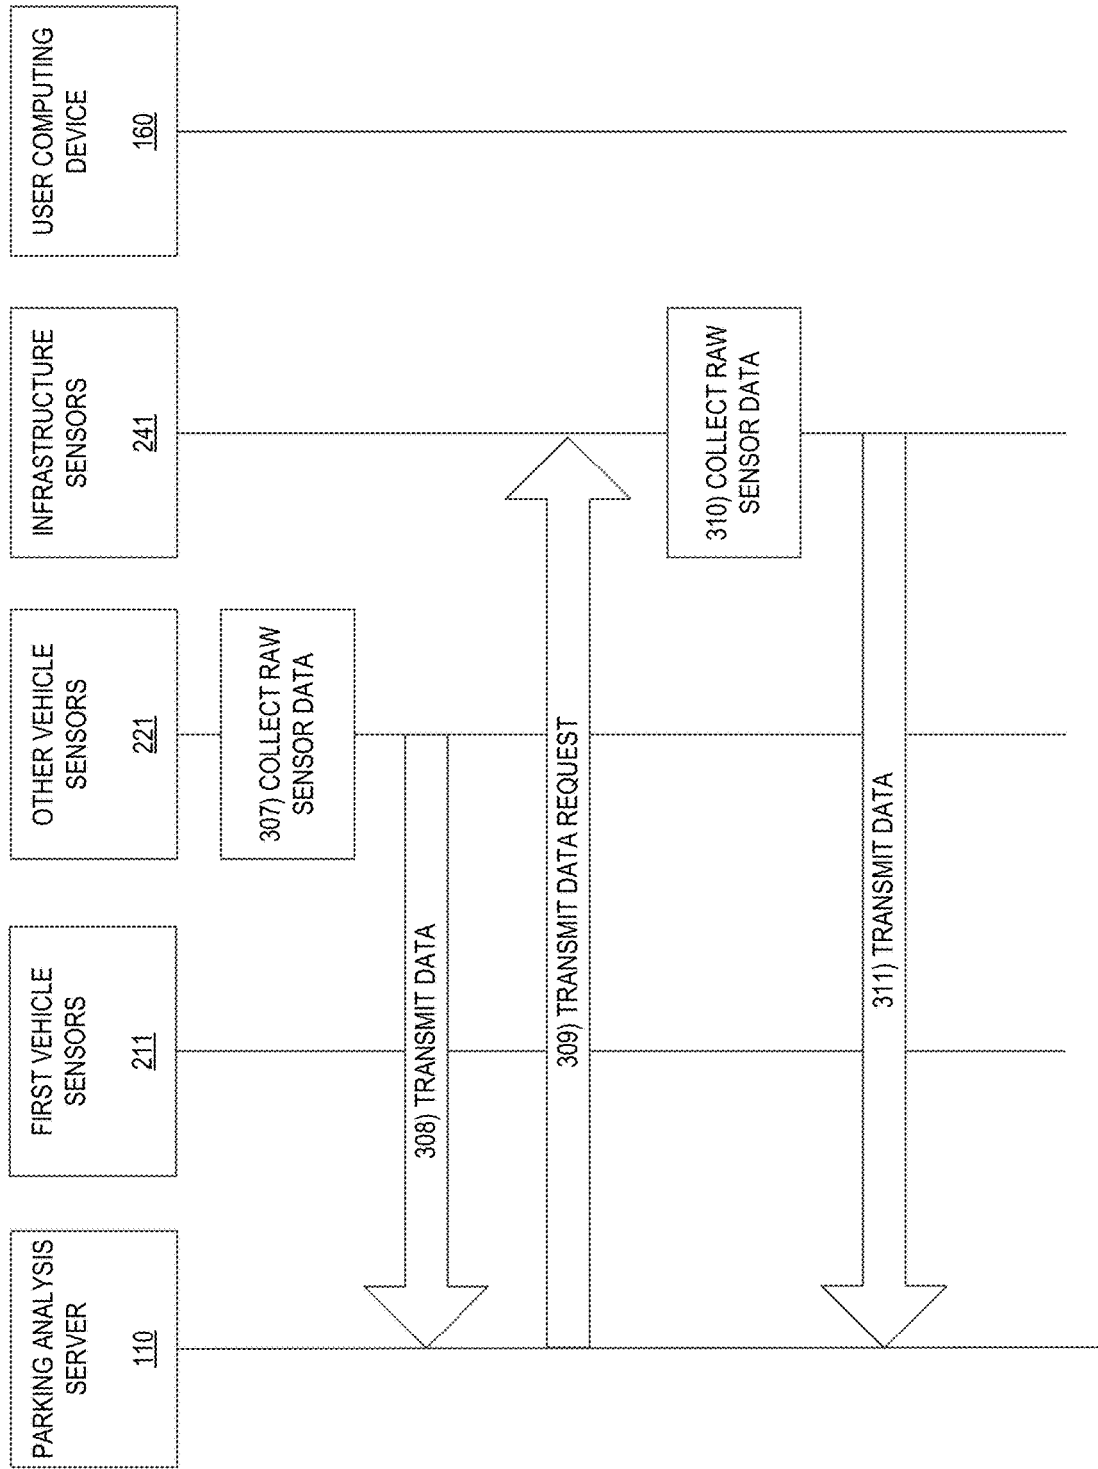 PARKING ANALYSIS
SERVER
110
FIRST VEHICLE
SENSORS
211
OTHER VEHICLE
SENSORS
221
INFRASTRUCTURE
SENSORS
241
USER COMPUTING
DEVICE
160
307) COLLECT RAW
SENSOR DATA
308) TRANSMIT DATA
309) TRANSMIT DATA REQUEST
310) COLLECT RAW
SENSOR DATA
311) TRANSMIT DATA